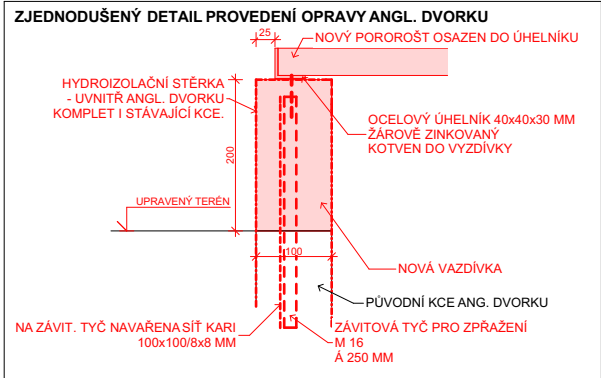 ZJEDNODUŠENÝ DETAIL PROVEDENÍ OPRAVY ANGL. DVORKU
25
NOVÝ POROROŠT OSAZEN DO ÚHELNÍKU
HYDROIZOLAČNÍ STĚRKA
- UVNITŘ ANGL. DVORKU
KOMPLET I STÁVAJÍCÍ KCE.
OCELOVÝ ÚHELNÍK 40x40x30 MM
ŽÁROVĚ ZINKOVANÝ
KOTVEN DO VYZDÍVKY
200
UPRAVENÝ TERÉN
100
NOVÁ VAZDÍVKA
PŮVODNÍ KCE ANG. DVORKU
NA ZÁVIT. TYČ NAVAŘENA SÍŤ KARI
100x100/8x8 MM
ZÁVITOVÁ TYČ PRO ZPŘAŽENÍ
M 16
Á 250 MM